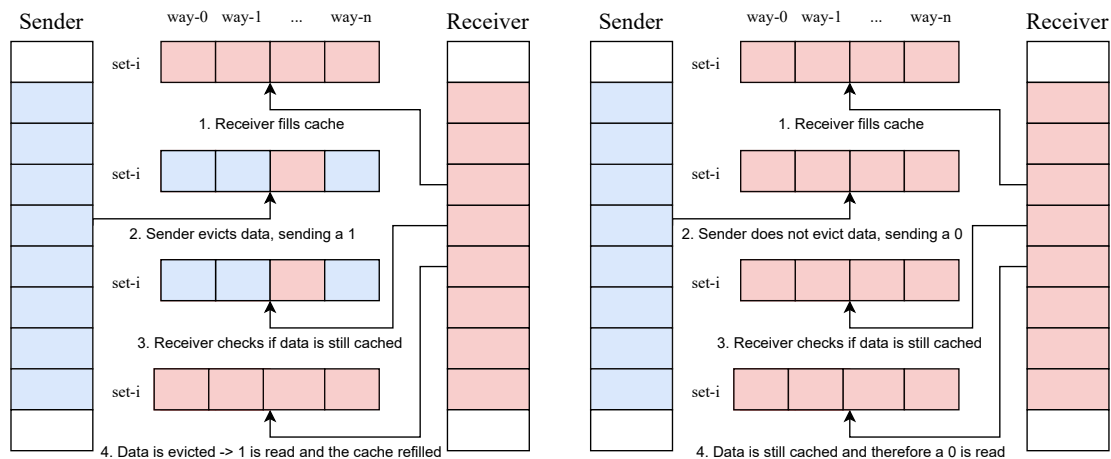 Sender
way-0 way-1 ... way-n
Receiver
set-i
1. Receiver fills cache
set-i
2. Sender evicts data, sending a 1
set-i
3. Receiver checks if data is still cached
set-i
4. Data is evicted -> 1 is read and the cache refilled
Sender
way-0 way-1 ... way-n
Receiver
set-i
1. Receiver fills cache
set-i
2. Sender does not evict data, sending a 0
set-i
3. Receiver checks if data is still cached
set-i
4. Data is still cached and therefore a 0 is read